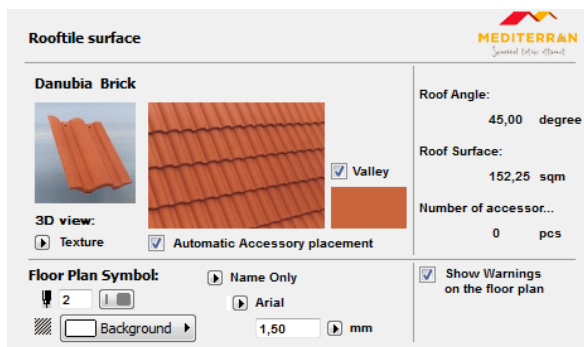 Rooftile surface
MEDITERRAN
Danubia Brick
Valley
3D view:
Texture
Automatic Accessory placement
Roof Angle:
45,00 degree
Roof Surface:
152,25 sqm
Number of accessor...
0 pcs
Floor Plan Symbol:
2
Background
Name Only
Arial
1,50 mm
Show Warnings
on the floor plan